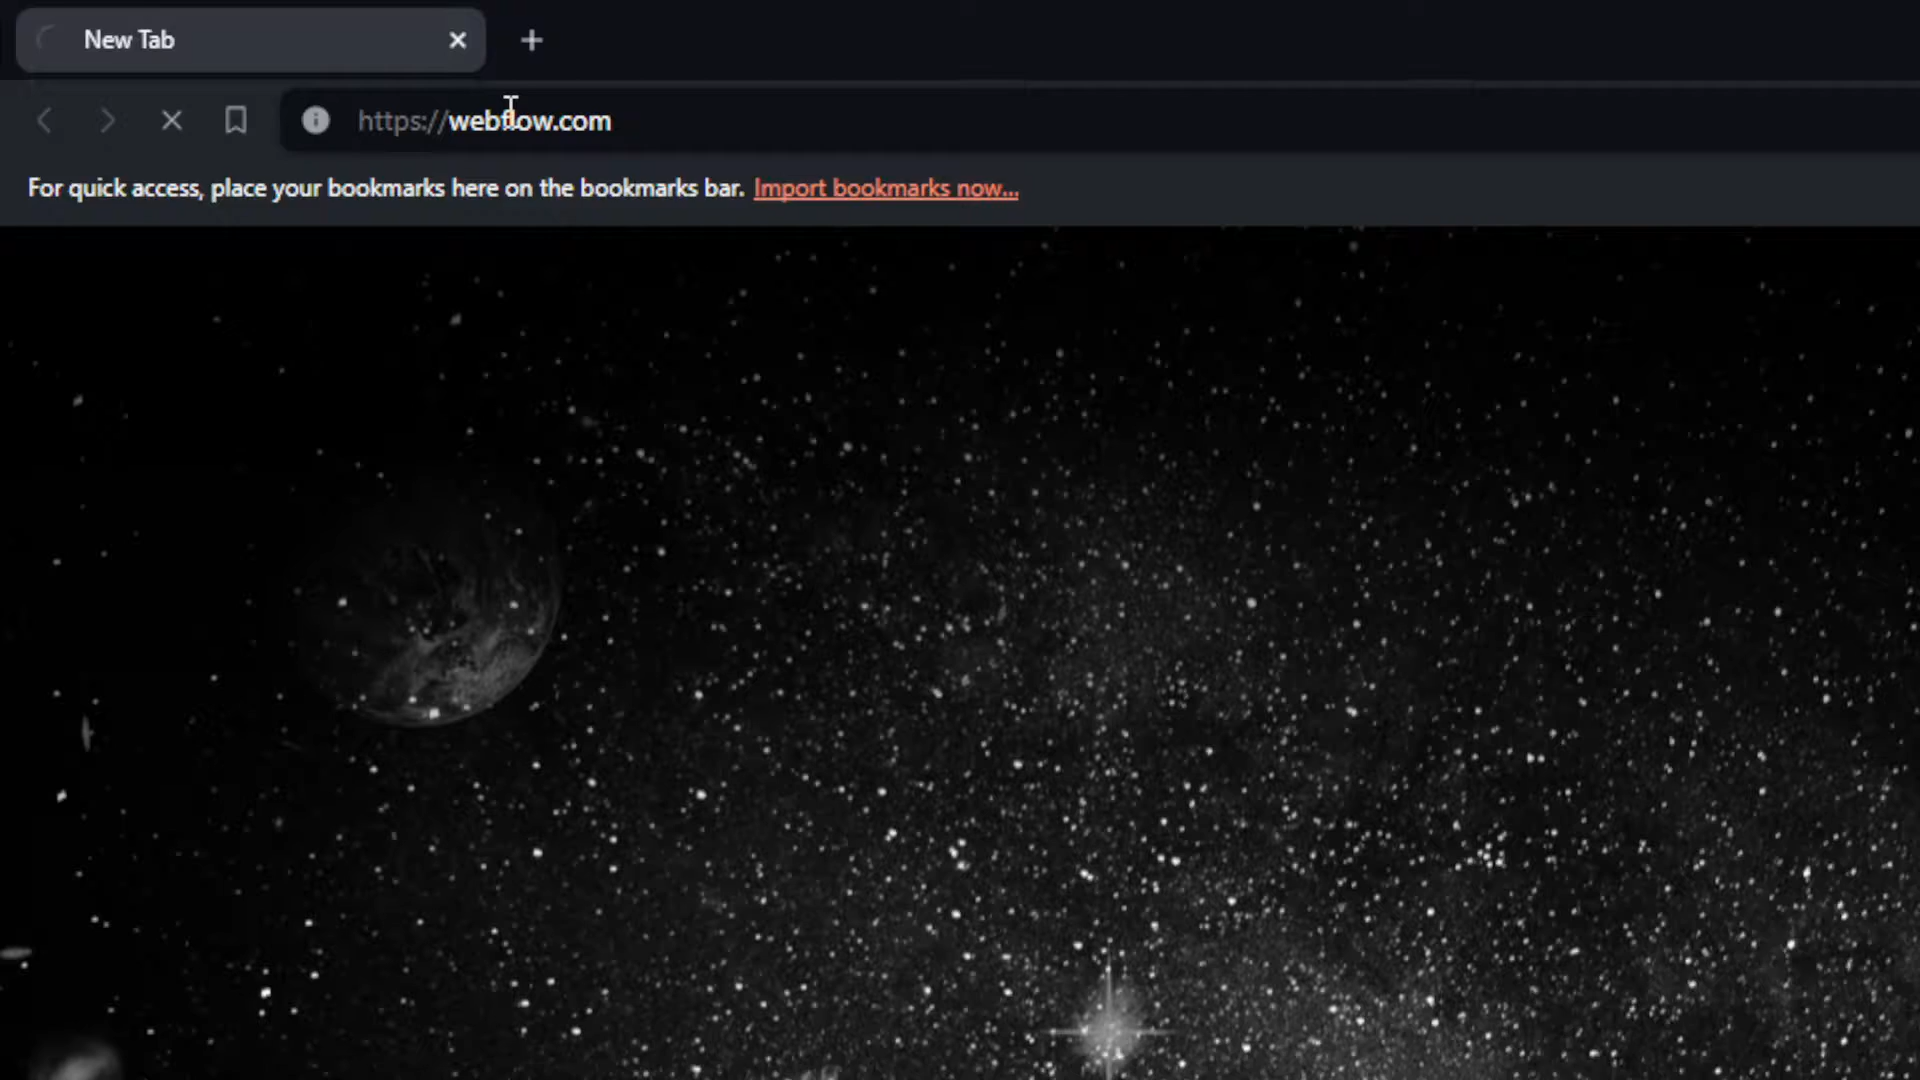 New Tab
https://webflow.com
For quick access, place your bookmarks here on the bookmarks bar. Import bookmarks now...